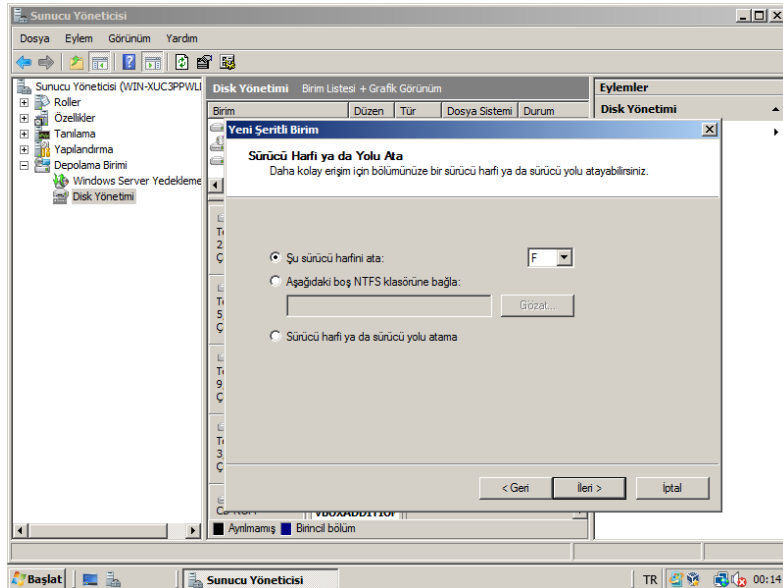 Sunucu Yöneticisi
Dosya Eylem Görünüm Yardım
Sunucu Yöneticisi (WIN-XUC3PPWLI
Roller
Özellikler
Tanılama
Yapılandırma
Depolama Birimi
Windows Server Yedekleme
Disk Yönetimi
Disk Yönetimi Birim Listesi + Grafik Görünüm
Birim Düzen Tür Dosya Sistemi Durum
Eylemler
Disk Yönetimi
Yeni Şeritli Birim
Sürücü Harfi ya da Yolu Ata
Daha kolay erişim için bölümünüze bir sürücü harfi ya da sürücü yolu atayabilirsiniz.
Şu sürücü harfini ata: F
Aşağıdaki boş NTFS klasörüne bağla:
Gözat...
Sürücü harfi ya da sürücü yolu atama
< Geri İleri > İptal
Ayrılmamış Birincil bölüm
Başlat Sunucu Yöneticisi TR 00:14